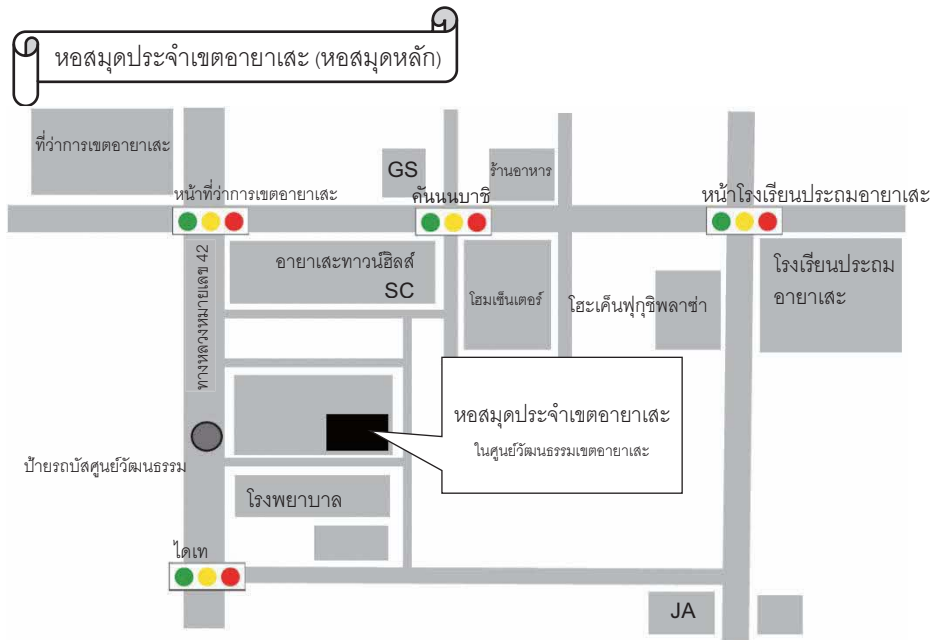 หอสมุดประจำเขตอายาเสะ (หอสมุดหลัก)
ที่ว่าการเขตอายาเสะ
GS
ร้านอาหาร
หน้าที่ว่าการเขตอายาเสะ
คันนนบาชิ
หน้าโรงเรียนประถมอายาเสะ
ทางหลวงหมายเลข 42
อายาเสะทาวน์ฮิลส์
SC
โฮมเซ็นเตอร์
โฮะเค็นฟุกุชิพลาซ่า
โรงเรียนประถม
อายาเสะ
หอสมุดประจำเขตอายาเสะ
ในศูนย์วัฒนธรรมเขตอายาเสะ
ป้ายรถบัสศูนย์วัฒนธรรม
โรงพยาบาล
ไดเท
JA